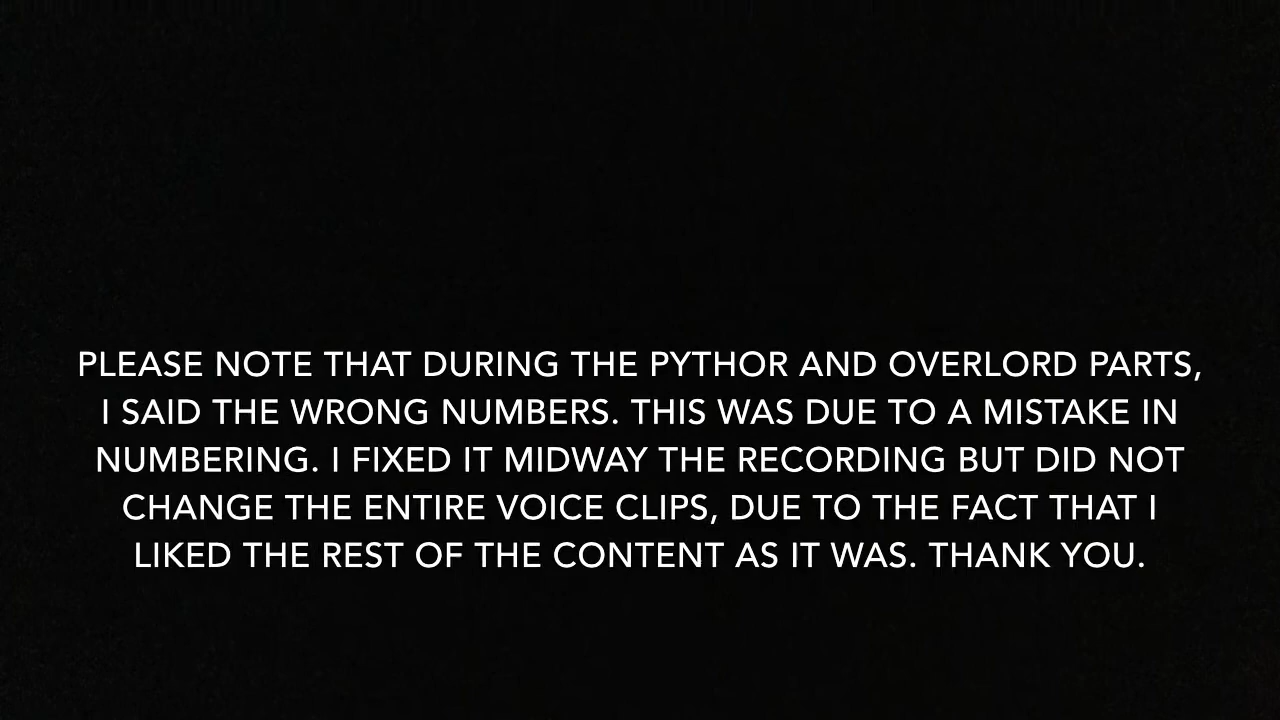 PLEASE NOTE THAT DURING THE PYTHOR AND OVERLORD PARTS,
I SAID THE WRONG NUMBERS. THIS WAS DUE TO A MISTAKE IN
NUMBERING. I FIXED IT MIDWAY THE RECORDING BUT DID NOT
CHANGE THE ENTIRE VOICE CLIPS, DUE TO THE FACT THAT I
LIKED THE REST OF THE CONTENT AS IT WAS. THANK YOU.